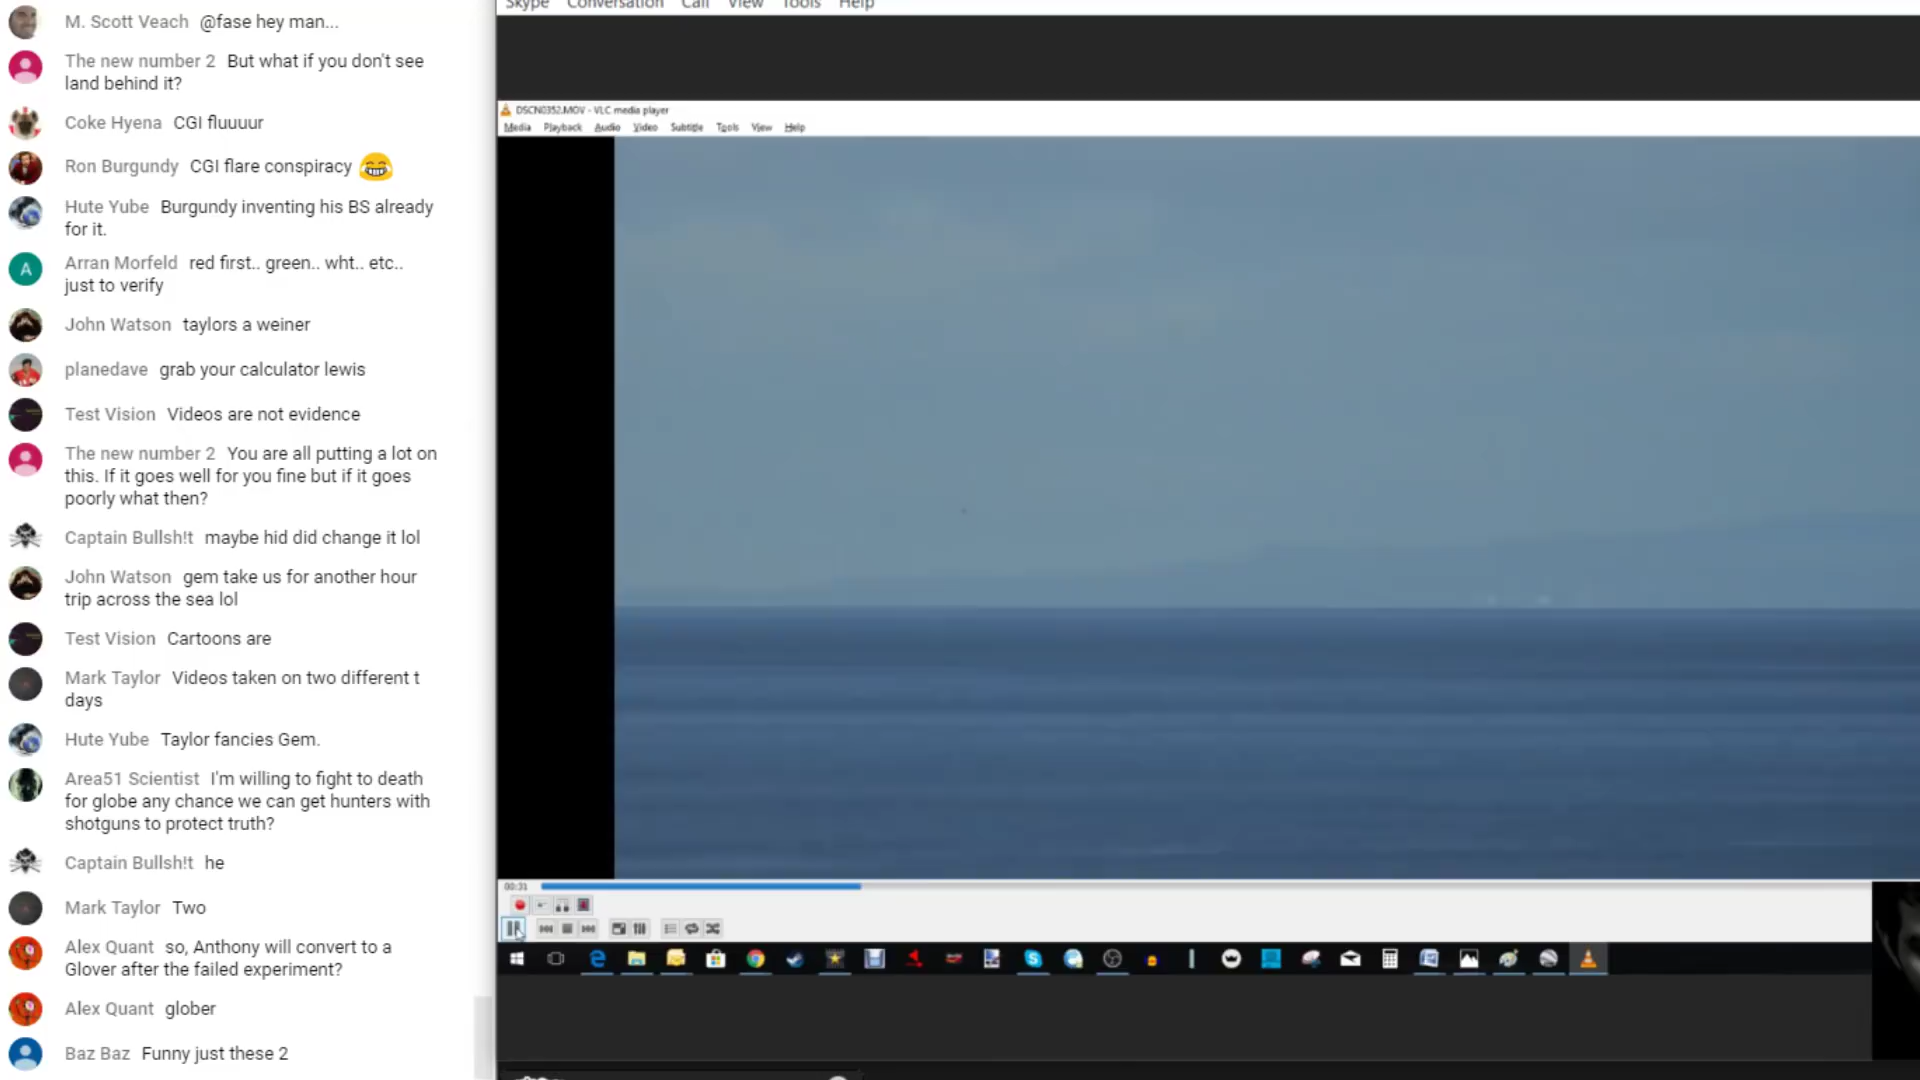 M. Scott Veach @fase hey man...
The new number 2 But what if you don't see
land behind it?
Coke Hyena CGI fluuuur
Ron Burgundy CGI flare conspiracy 😂
Hute Yube Burgundy inventing his BS already
for it.
A
Arran Morfeld red first.. green.. wht.. etc..
just to verify
John Watson taylors a weiner
planedave grab your calculator lewis
Test Vision Videos are not evidence
The new number 2 You are all putting a lot on
this. If it goes well for you fine but if it goes
poorly what then?
Captain Bullsh!t maybe hid did change it lol
John Watson gem take us for another hour
trip across the sea lol
Test Vision Cartoons are
Mark Taylor Videos taken on two different t
days
Hute Yube Taylor fancies Gem.
Area51 Scientist I'm willing to fight to death
for globe any chance we can get hunters with
shotguns to protect truth?
Captain Bullsh!t he
Mark Taylor Two
Alex Quant so, Anthony will convert to a
Glover after the failed experiment?
Alex Quant glober
Baz Baz Funny just these 2
Skype Conversation Call View Tools Help
DSCN0352.MOV - VLC media player
Media Playback Audio Video Subtitle Tools View Help
00:31